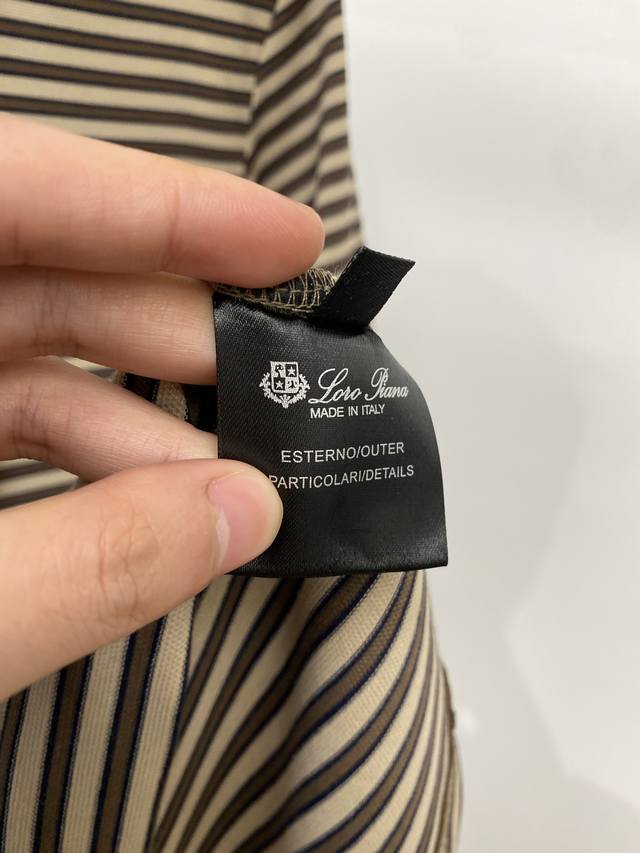 Loro Piana
MADE IN ITALY
ESTERNO/OUTER
PARTICOLARI/DETAILS